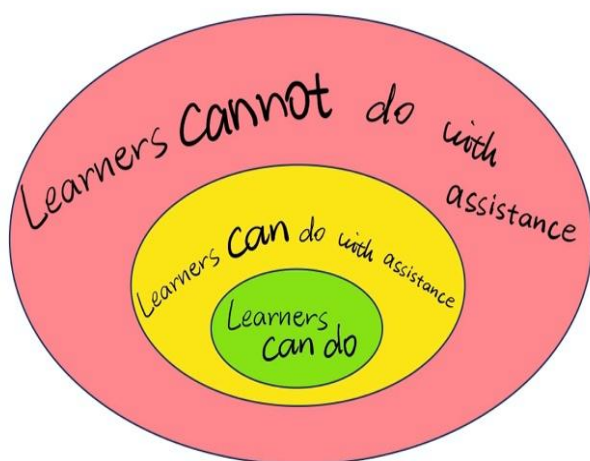 Learners cannot do with
assistance
Learners can do with assistance
Learners
can do